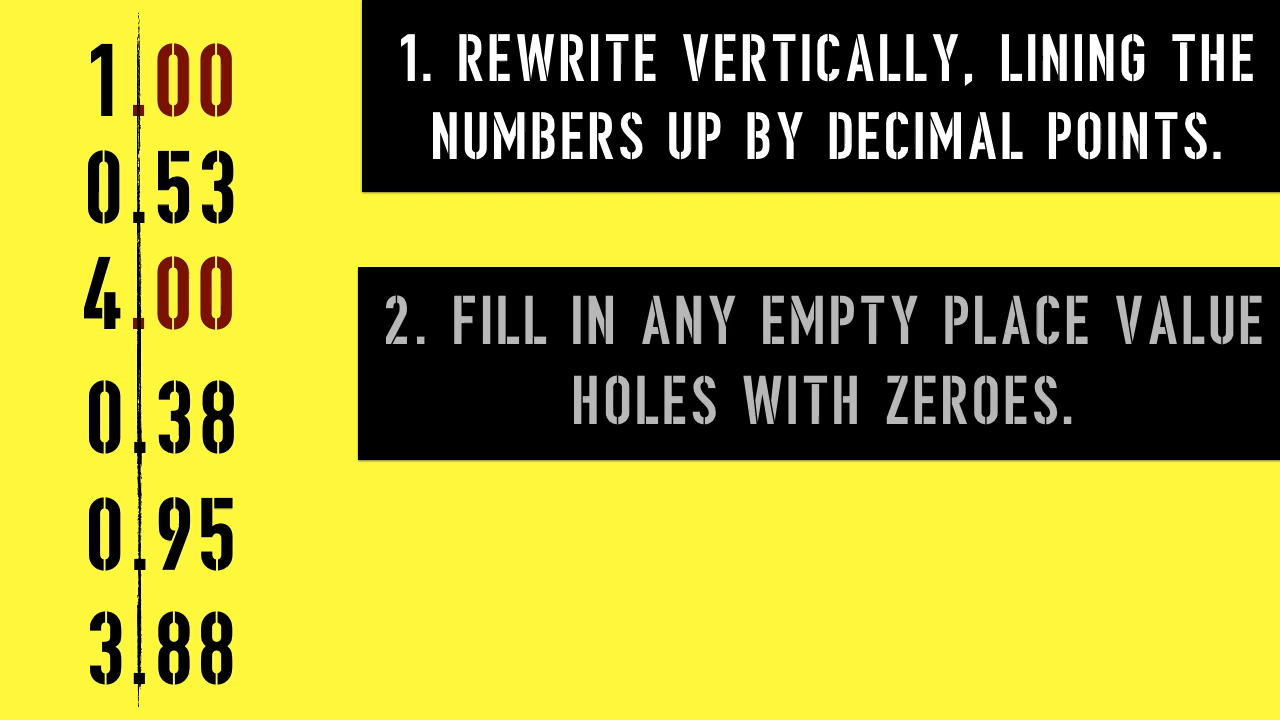 1.00
0.53
4.00
0.38
0.95
3.88
1. REWRITE VERTICALLY, LINING THE
NUMBERS UP BY DECIMAL POINTS.
2. FILL IN ANY EMPTY PLACE VALUE
HOLES WITH ZEROES.